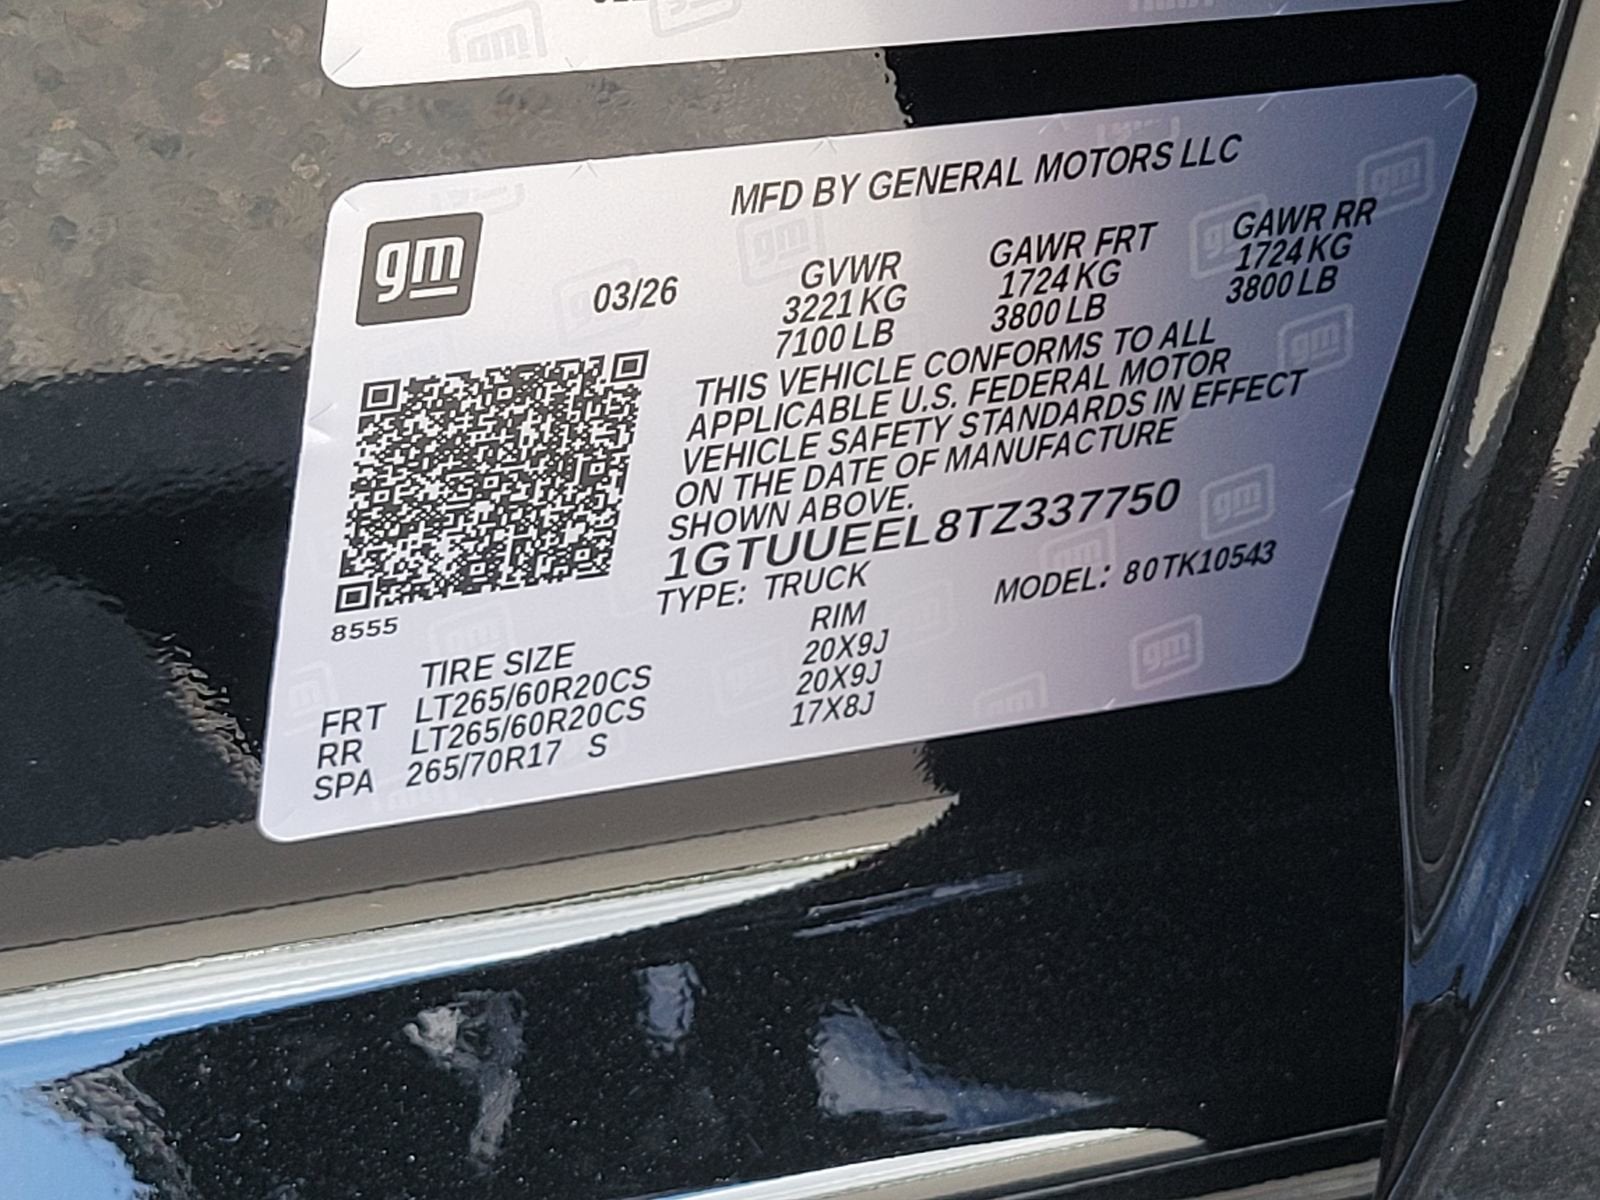 MFD BY GENERAL MOTORS LLC
gm
03/26
GVWR GAWR FRT GAWR RR
3221 KG 1724 KG 1724 KG
7100 LB 3800 LB 3800 LB
THIS VEHICLE CONFORMS TO ALL
APPLICABLE U.S. FEDERAL MOTOR
VEHICLE SAFETY STANDARDS IN EFFECT
ON THE DATE OF MANUFACTURE
SHOWN ABOVE.
1GTUUEEL8TZ337750
TYPE: TRUCK MODEL: 80TK10543
8555
TIRE SIZE RIM
FRT LT265/60R20CS 20X9J
RR LT265/60R20CS 20X9J
SPA 265/70R17 S 17X8J